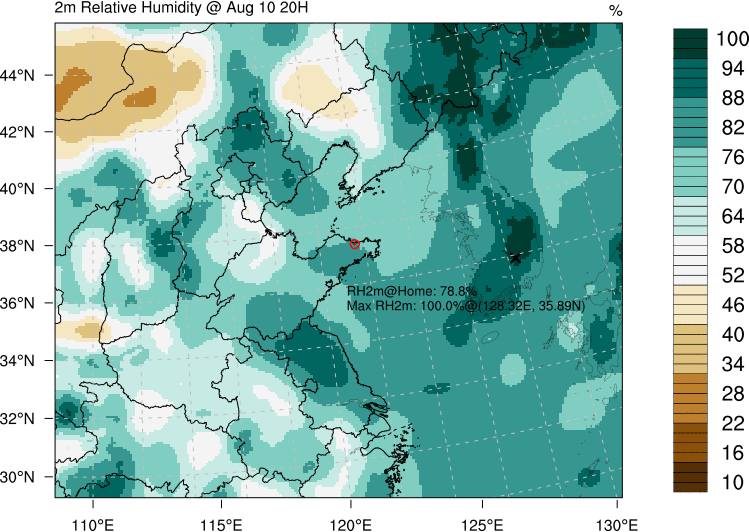 2m Relative Humidity @ Aug 10 20H
%
44°N
42°N
40°N
38°N
36°N
34°N
32°N
30°N
110°E
115°E
120°E
125°E
130°E
RH2m@Home: 78.8%
Max RH2m: 100.0%@(128.32E, 35.89N)
100
94
88
82
76
70
64
58
52
46
40
34
28
22
16
10